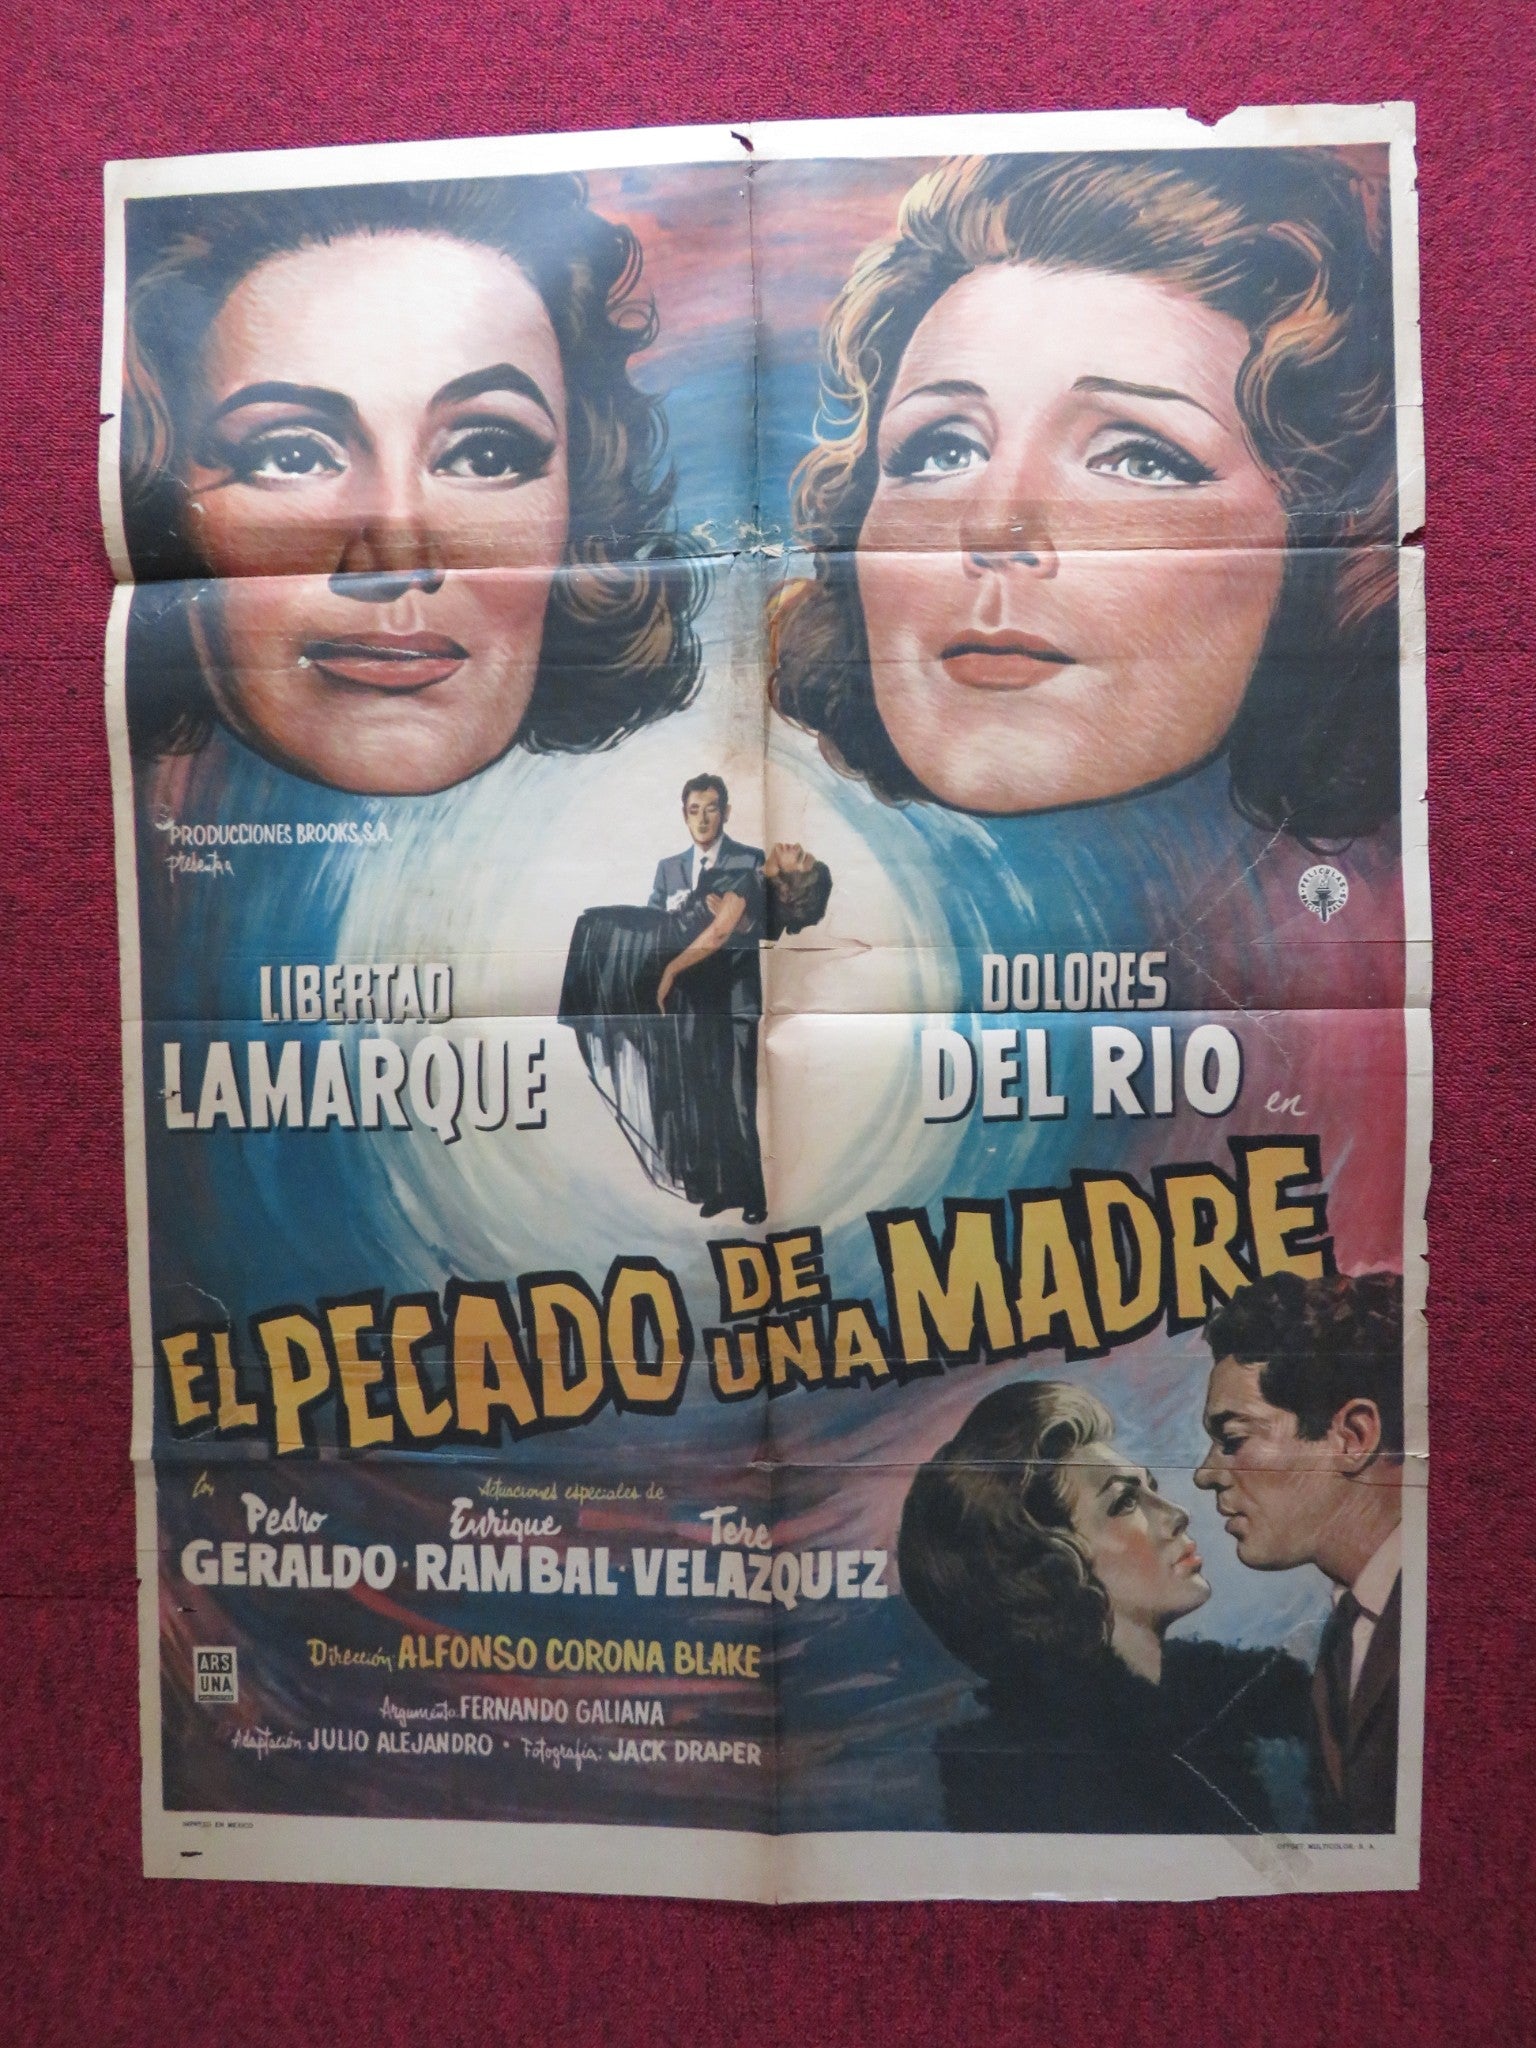 PRODUCCIONES BROOKS, S.A.
presenta
PELICULAS NACIONALES
LIBERTAD
LAMARQUE
DOLORES
DEL RIO en
EL PECADO DE UNA MADRE
con
Actuaciones especiales de
Pedro Enrique Tere
GERALDO · RAMBAL · VELAZQUEZ
Dirección ALFONSO CORONA BLAKE
ARS
UNA
Argumento FERNANDO GALIANA
Adaptación JULIO ALEJANDRO · Fotografía: JACK DRAPER
IMPRESO EN MEXICO
OFFSET MULTICOLOR, S. A.